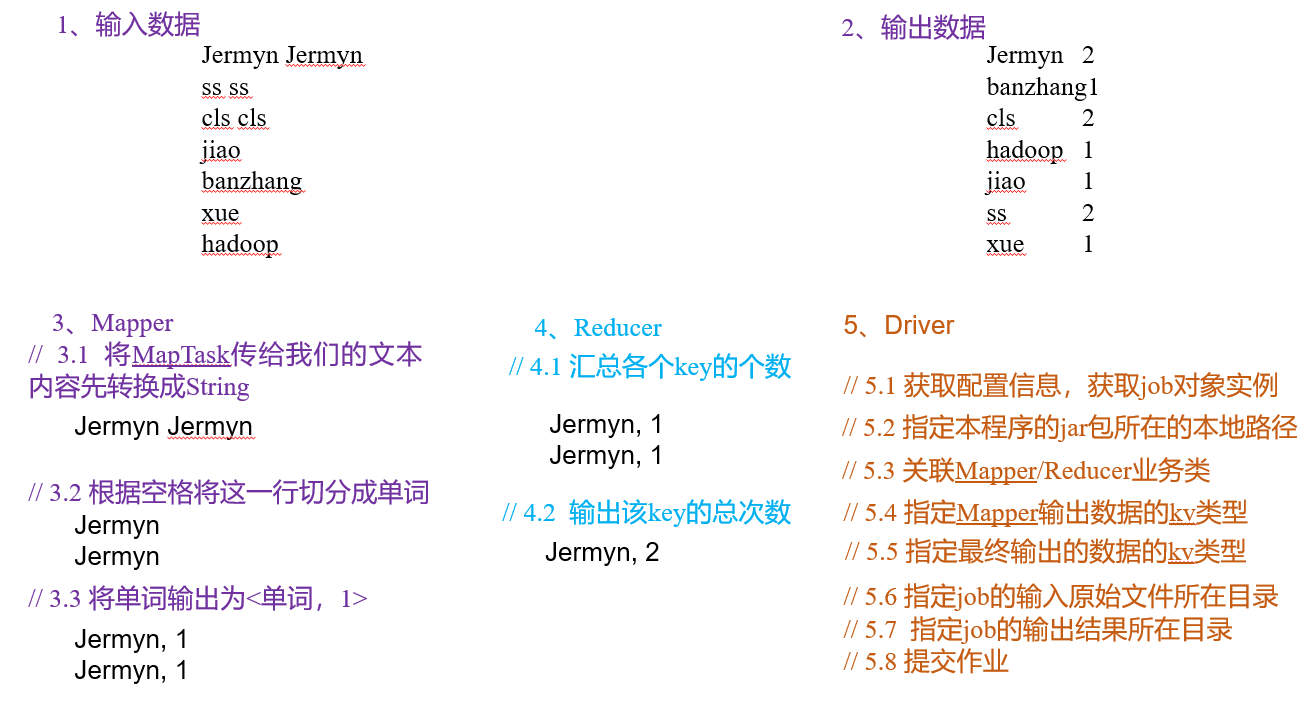 1、输入数据
Jermyn Jermyn
ss ss
cls cls
jiao
banzhang
xue
hadoop
2、输出数据
Jermyn 2
banzhang1
cls 2
hadoop 1
jiao 1
ss 2
xue 1
3、Mapper
// 3.1 将MapTask传给我们的文本
内容先转换成String
Jermyn Jermyn
// 3.2 根据空格将这一行切分成单词
Jermyn
Jermyn
// 3.3 将单词输出为<单词，1>
Jermyn, 1
Jermyn, 1
4、Reducer
// 4.1 汇总各个key的个数
Jermyn, 1
Jermyn, 1
// 4.2 输出该key的总次数
Jermyn, 2
5、Driver
// 5.1 获取配置信息，获取job对象实例
// 5.2 指定本程序的jar包所在的本地路径
// 5.3 关联Mapper/Reducer业务类
// 5.4 指定Mapper输出数据的kv类型
// 5.5 指定最终输出的数据的kv类型
// 5.6 指定job的输入原始文件所在目录
// 5.7 指定job的输出结果所在目录
// 5.8 提交作业